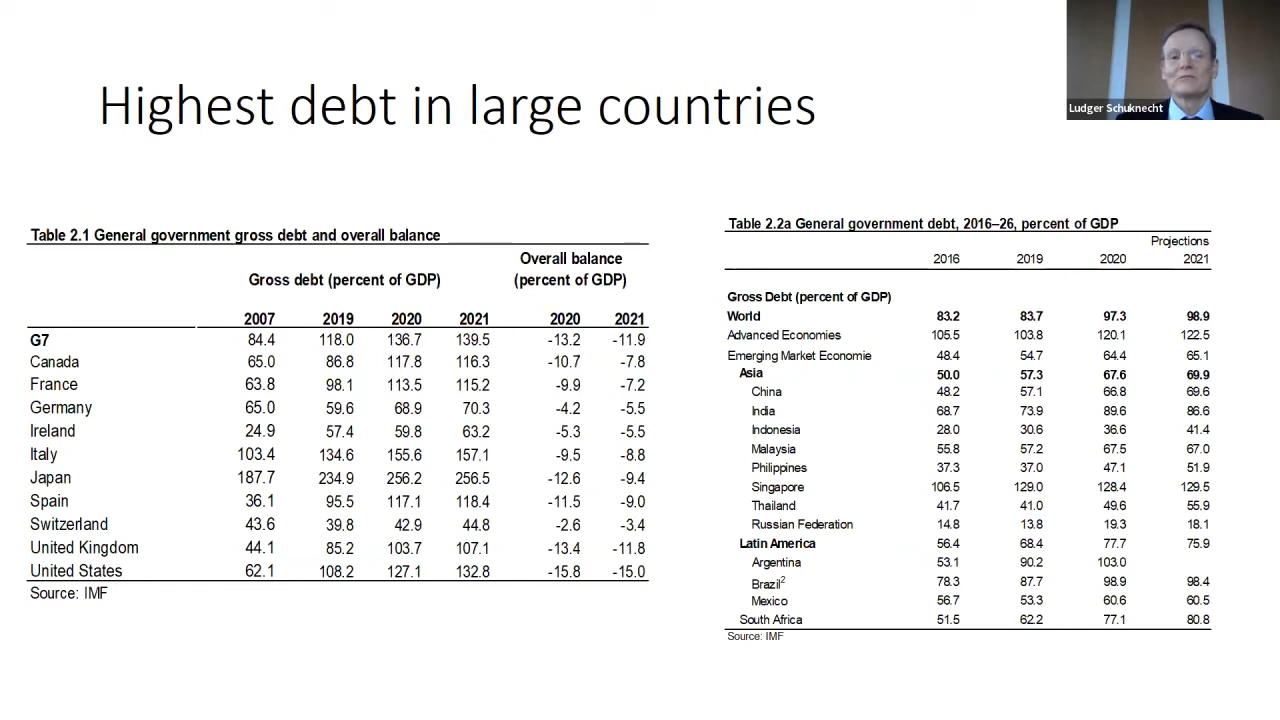 Ludger Schuknecht
Highest debt in large countries
Table 2.1 General government gross debt and overall balance
Overall balance
Gross debt (percent of GDP) (percent of GDP)
2007 2019 2020 2021 2020 2021
G7 84.4 118.0 136.7 139.5 -13.2 -11.9
Canada 65.0 86.8 117.8 116.3 -10.7 -7.8
France 63.8 98.1 113.5 115.2 -9.9 -7.2
Germany 65.0 59.6 68.9 70.3 -4.2 -5.5
Ireland 24.9 57.4 59.8 63.2 -5.3 -5.5
Italy 103.4 134.6 155.6 157.1 -9.5 -8.8
Japan 187.7 234.9 256.2 256.5 -12.6 -9.4
Spain 36.1 95.5 117.1 118.4 -11.5 -9.0
Switzerland 43.6 39.8 42.9 44.8 -2.6 -3.4
United Kingdom 44.1 85.2 103.7 107.1 -13.4 -11.8
United States 62.1 108.2 127.1 132.8 -15.8 -15.0
Source: IMF
Table 2.2a General government debt, 2016–26, percent of GDP
Projections
2016 2019 2020 2021
Gross Debt (percent of GDP)
World 83.2 83.7 97.3 98.9
Advanced Economies 105.5 103.8 120.1 122.5
Emerging Market Economie 48.4 54.7 64.4 65.1
Asia 50.0 57.3 67.6 69.9
China 48.2 57.1 66.8 69.6
India 68.7 73.9 89.6 86.6
Indonesia 28.0 30.6 36.6 41.4
Malaysia 55.8 57.2 67.5 67.0
Philippines 37.3 37.0 47.1 51.9
Singapore 106.5 129.0 128.4 129.5
Thailand 41.7 41.0 49.6 55.9
Russian Federation 14.8 13.8 19.3 18.1
Latin America 56.4 68.4 77.7 75.9
Argentina 53.1 90.2 103.0
Brazil² 78.3 87.7 98.9 98.4
Mexico 56.7 53.3 60.6 60.5
South Africa 51.5 62.2 77.1 80.8
Source: IMF